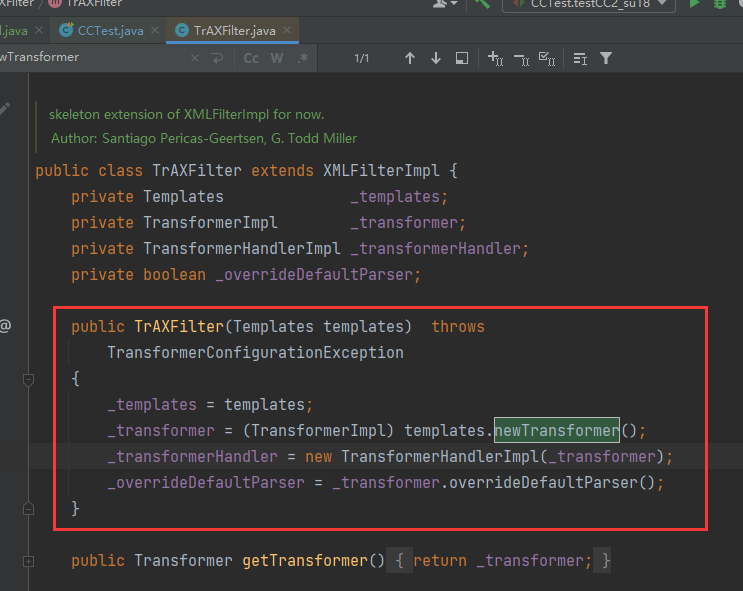 TrAXFilter
CCTest.testCC2_su18
.java
CCTest.java
TrAXFilter.java
wTransformer
Cc W .*
1/1
skeleton extension of XMLFilterImpl for now.
Author: Santiago Pericas-Geertsen, G. Todd Miller
public class TrAXFilter extends XMLFilterImpl {
private Templates _templates;
private TransformerImpl _transformer;
private TransformerHandlerImpl _transformerHandler;
private boolean _overrideDefaultParser;
@
public TrAXFilter(Templates templates) throws
TransformerConfigurationException
{
_templates = templates;
_transformer = (TransformerImpl) templates.newTransformer();
_transformerHandler = new TransformerHandlerImpl(_transformer);
_overrideDefaultParser = _transformer.overrideDefaultParser();
}
public Transformer getTransformer() { return _transformer; }